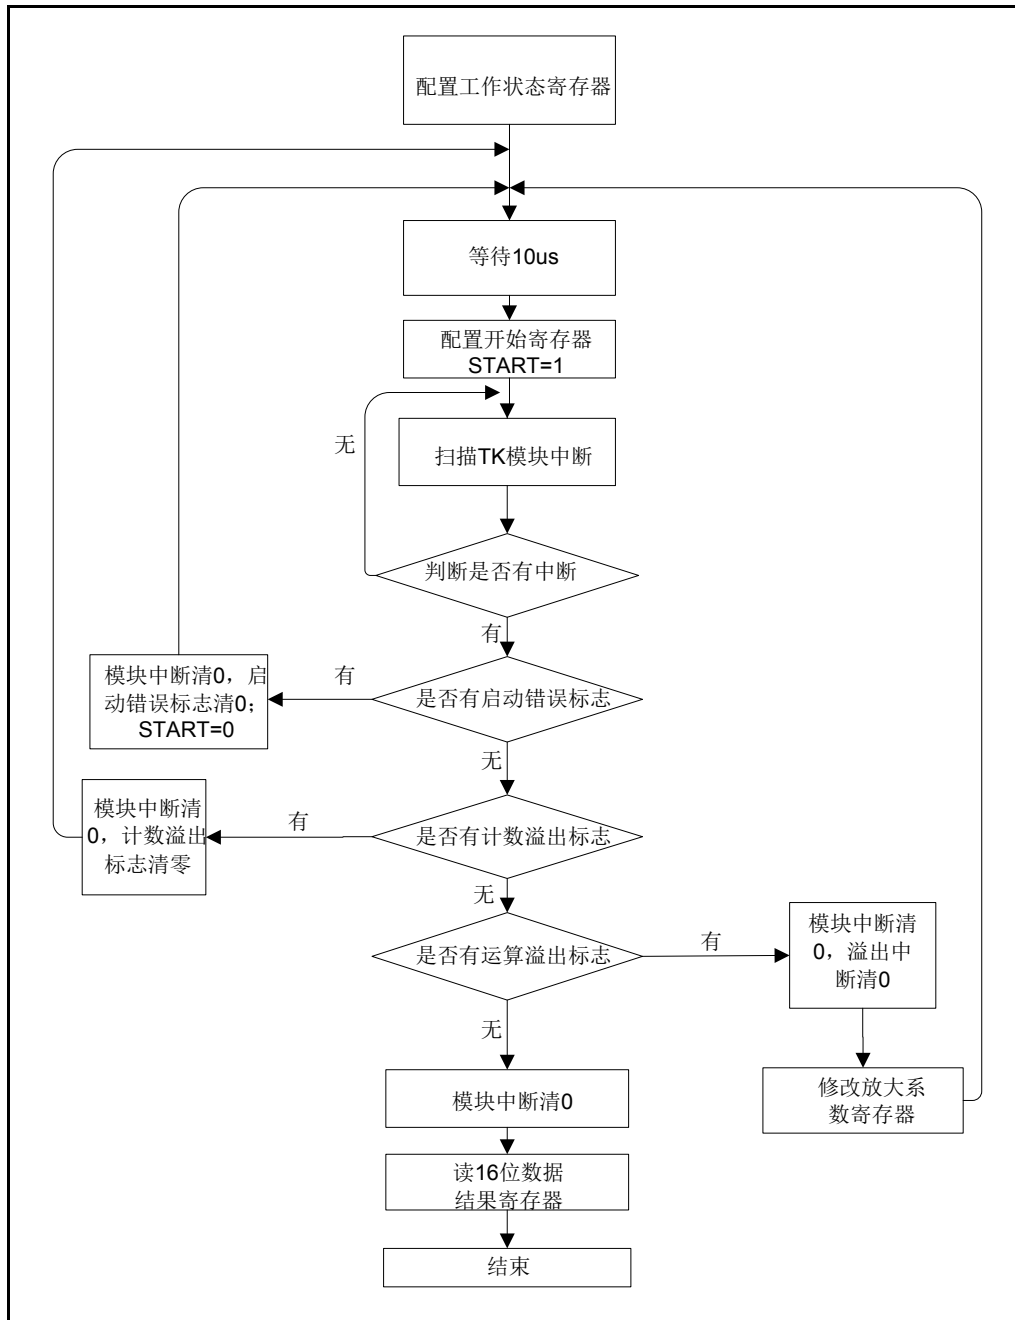 配置工作状态寄存器
等待10us
配置开始寄存器
START=1
无
扫描TK模块中断
判断是否有中断
有
模块中断清0，启
动错误标志清0；
START=0
有
是否有启动错误标志
无
模块中断清
0，计数溢出
标志清零
有
是否有计数溢出标志
无
是否有运算溢出标志
有
模块中断清
0，溢出中
断清0
无
修改放大系
数寄存器
模块中断清0
读16位数据
结果寄存器
结束